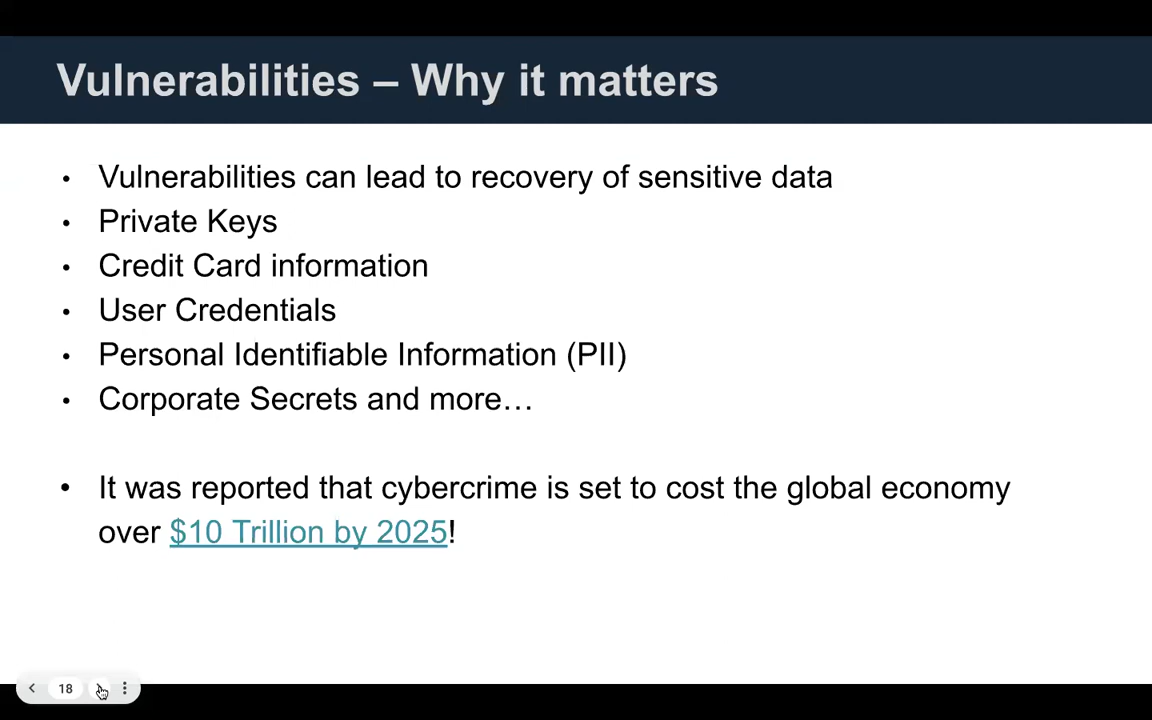 Vulnerabilities – Why it matters
• Vulnerabilities can lead to recovery of sensitive data
• Private Keys
• Credit Card information
• User Credentials
• Personal Identifiable Information (PII)
• Corporate Secrets and more…
• It was reported that cybercrime is set to cost the global economy
over $10 Trillion by 2025!
18